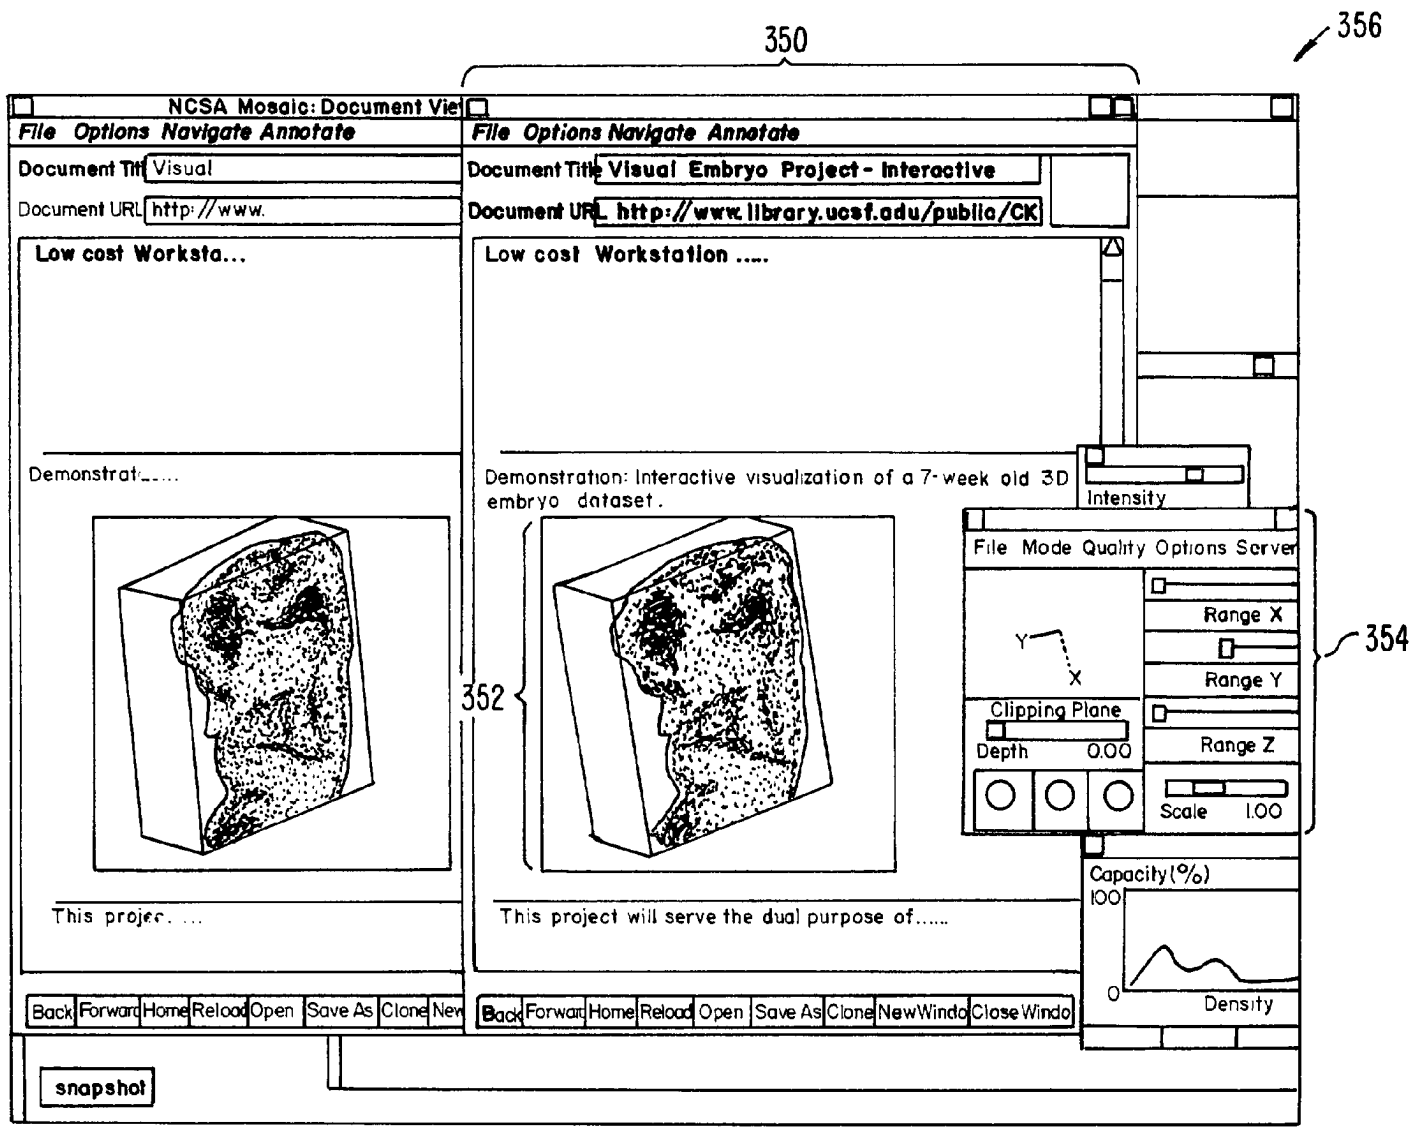 350
356
NCSA Mosaic: Document Vie
File Options Navigate Annotate
Document Titl Visual
Document URL http://www.
Low cost Worksta...
Demonstrat.....
This projec. ...
Back Forward Home Reload Open Save As Clone New
File Options Navigate Annotate
Document Title Visual Embryo Project - Interactive
Document URL http://www.library.ucsf.adu/public/CK
Low cost Workstation .....
Demonstration: Interactive visualization of a 7-week old 3D
embryo dataset.
352
This project will serve the dual purpose of......
Back Forward Home Reload Open Save As Clone NewWindo CloseWindo
Intensity
File Mode Quality Options Server
Y
X
Range X
Range Y
Range Z
Clipping Plane
Depth 0.00
Scale 1.00
354
Capacity (%)
100
0
Density
snapshot